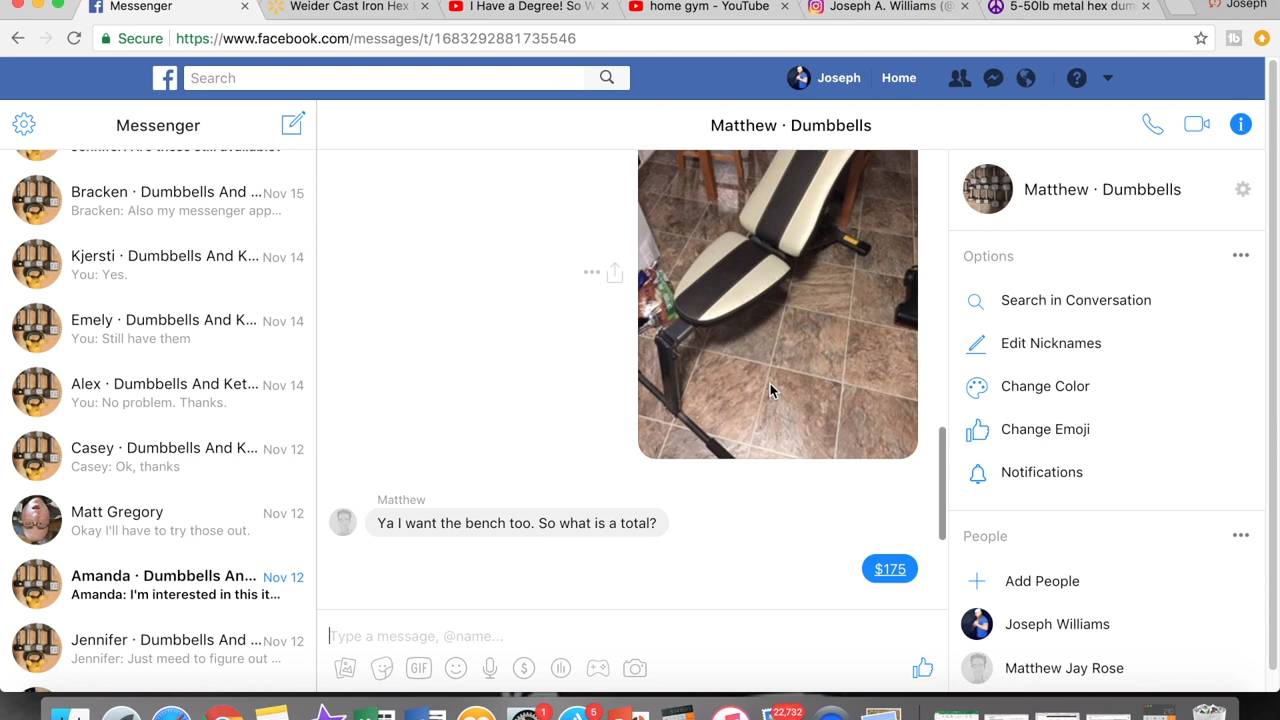 Messenger
Weider Cast Iron Hex D
I Have a Degree! So W
home gym - YouTube
Joseph A. Williams (@
5-50lb metal hex dum
Joseph
Secure https://www.facebook.com/messages/t/1683292881735546
Search
Joseph Home
Messenger
Matthew · Dumbbells
Bracken · Dumbbells And ... Nov 15
Bracken: Also my messenger app...
Kjersti · Dumbbells And K... Nov 14
You: Yes.
Emely · Dumbbells And K... Nov 14
You: Still have them
Alex · Dumbbells And Ket... Nov 14
You: No problem. Thanks.
Casey · Dumbbells And K... Nov 12
Casey: Ok, thanks
Matt Gregory Nov 12
Okay I'll have to try those out.
Amanda · Dumbbells An... Nov 12
Amanda: I'm interested in this it...
Jennifer · Dumbbells And ... Nov 12
Jennifer: Just meed to figure out ...
Matthew
Ya I want the bench too. So what is a total?
$175
Type a message, @name...
GIF
Matthew · Dumbbells
Options
Search in Conversation
Edit Nicknames
Change Color
Change Emoji
Notifications
People
Add People
Joseph Williams
Matthew Jay Rose
1
5
22,732